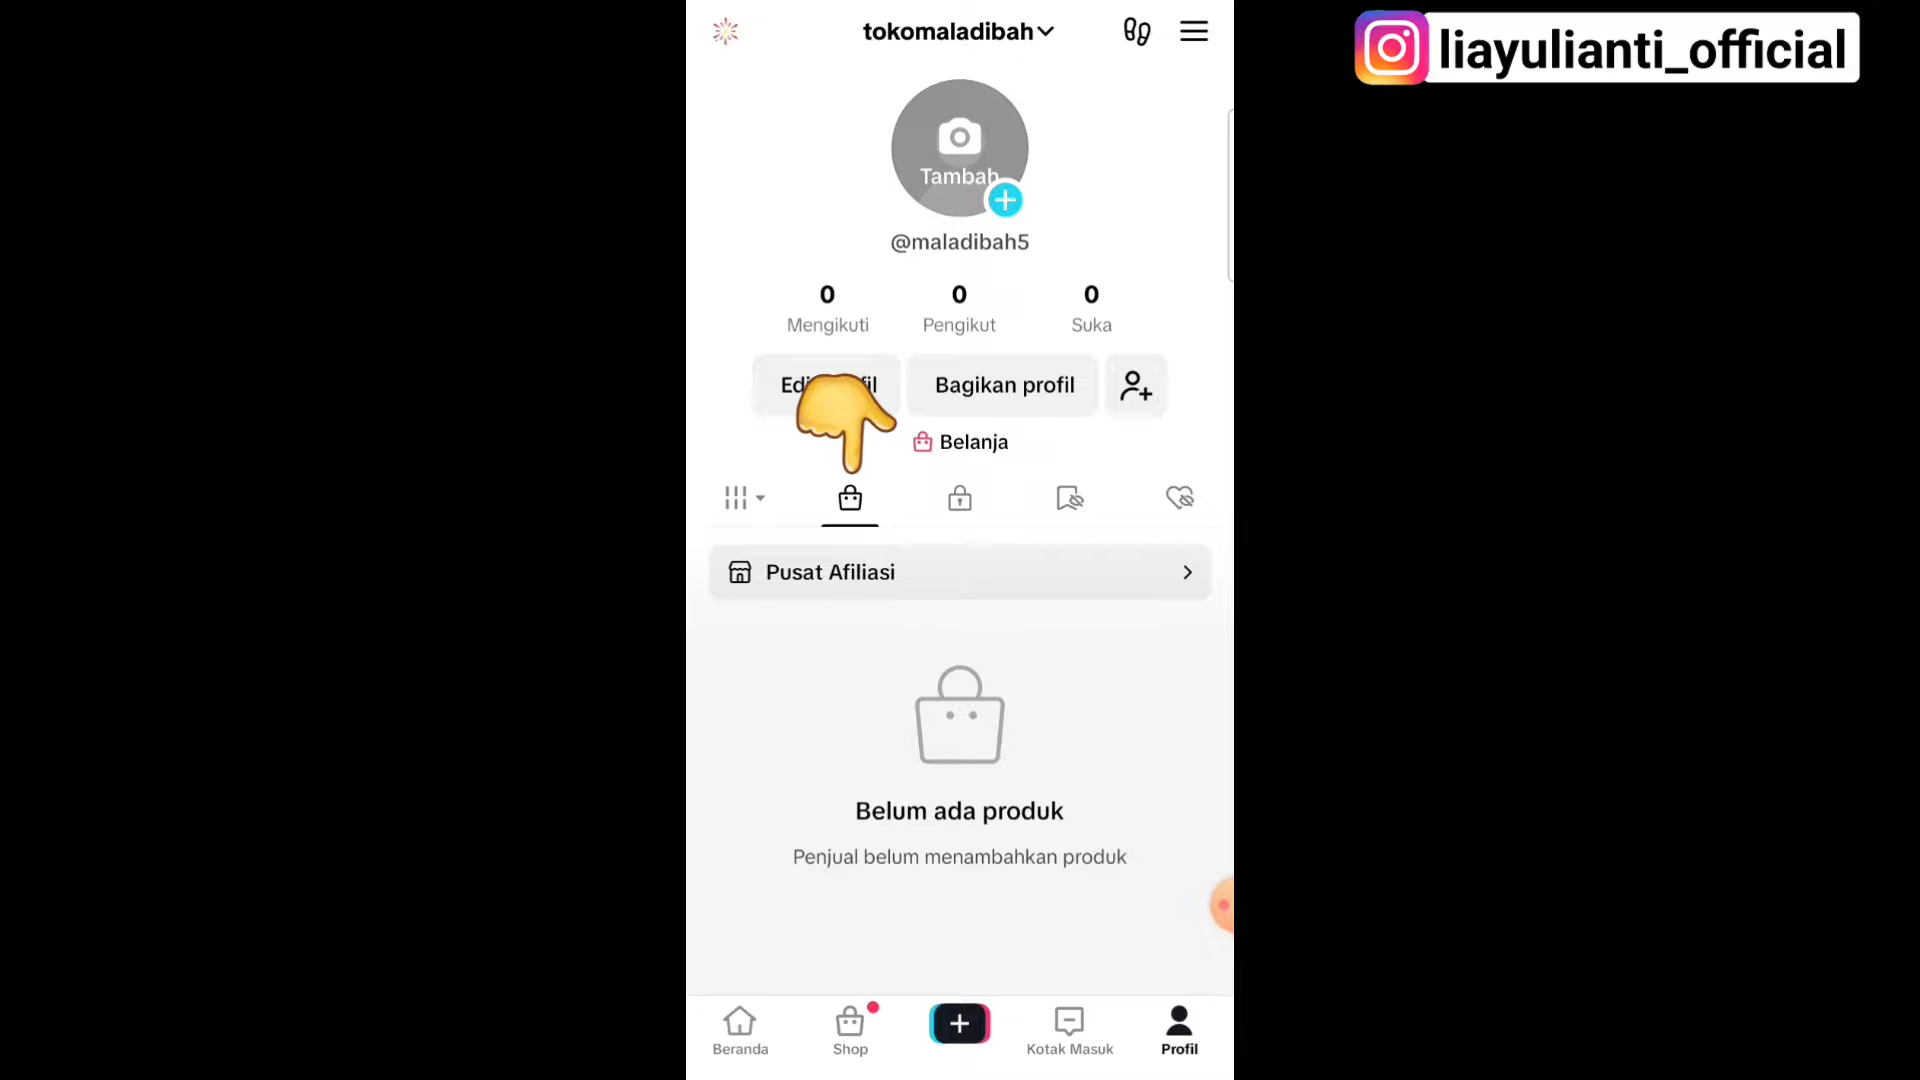 tokomaladibah
liayulianti_official
Tambah
@maladibah5
0 0 0
Mengikuti Pengikut Suka
Bagikan profil
Belanja
Pusat Afiliasi
Belum ada produk
Penjual belum menambahkan produk
Beranda Shop Kotak Masuk Profil